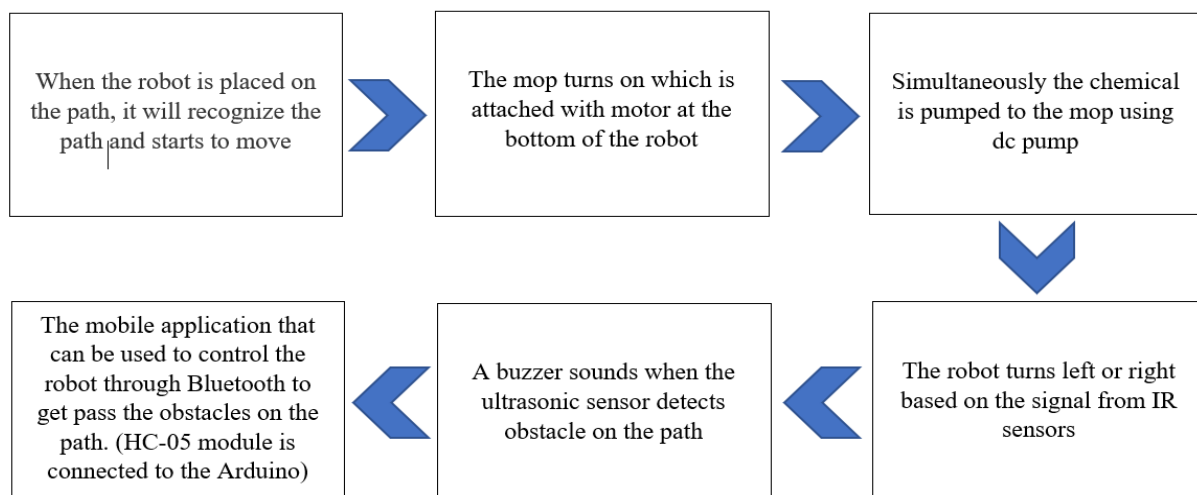 When the robot is placed on
the path, it will recognize the
path and starts to move
The mop turns on which is
attached with motor at the
bottom of the robot
Simultaneously the chemical
is pumped to the mop using
dc pump
The robot turns left or right
based on the signal from IR
sensors
A buzzer sounds when the
ultrasonic sensor detects
obstacle on the path
The mobile application that
can be used to control the
robot through Bluetooth to
get pass the obstacles on the
path. (HC-05 module is
connected to the Arduino)